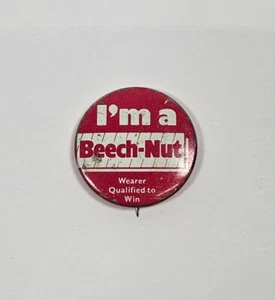 I'm a
Beech-Nut
Wearer
Qualified to
Win